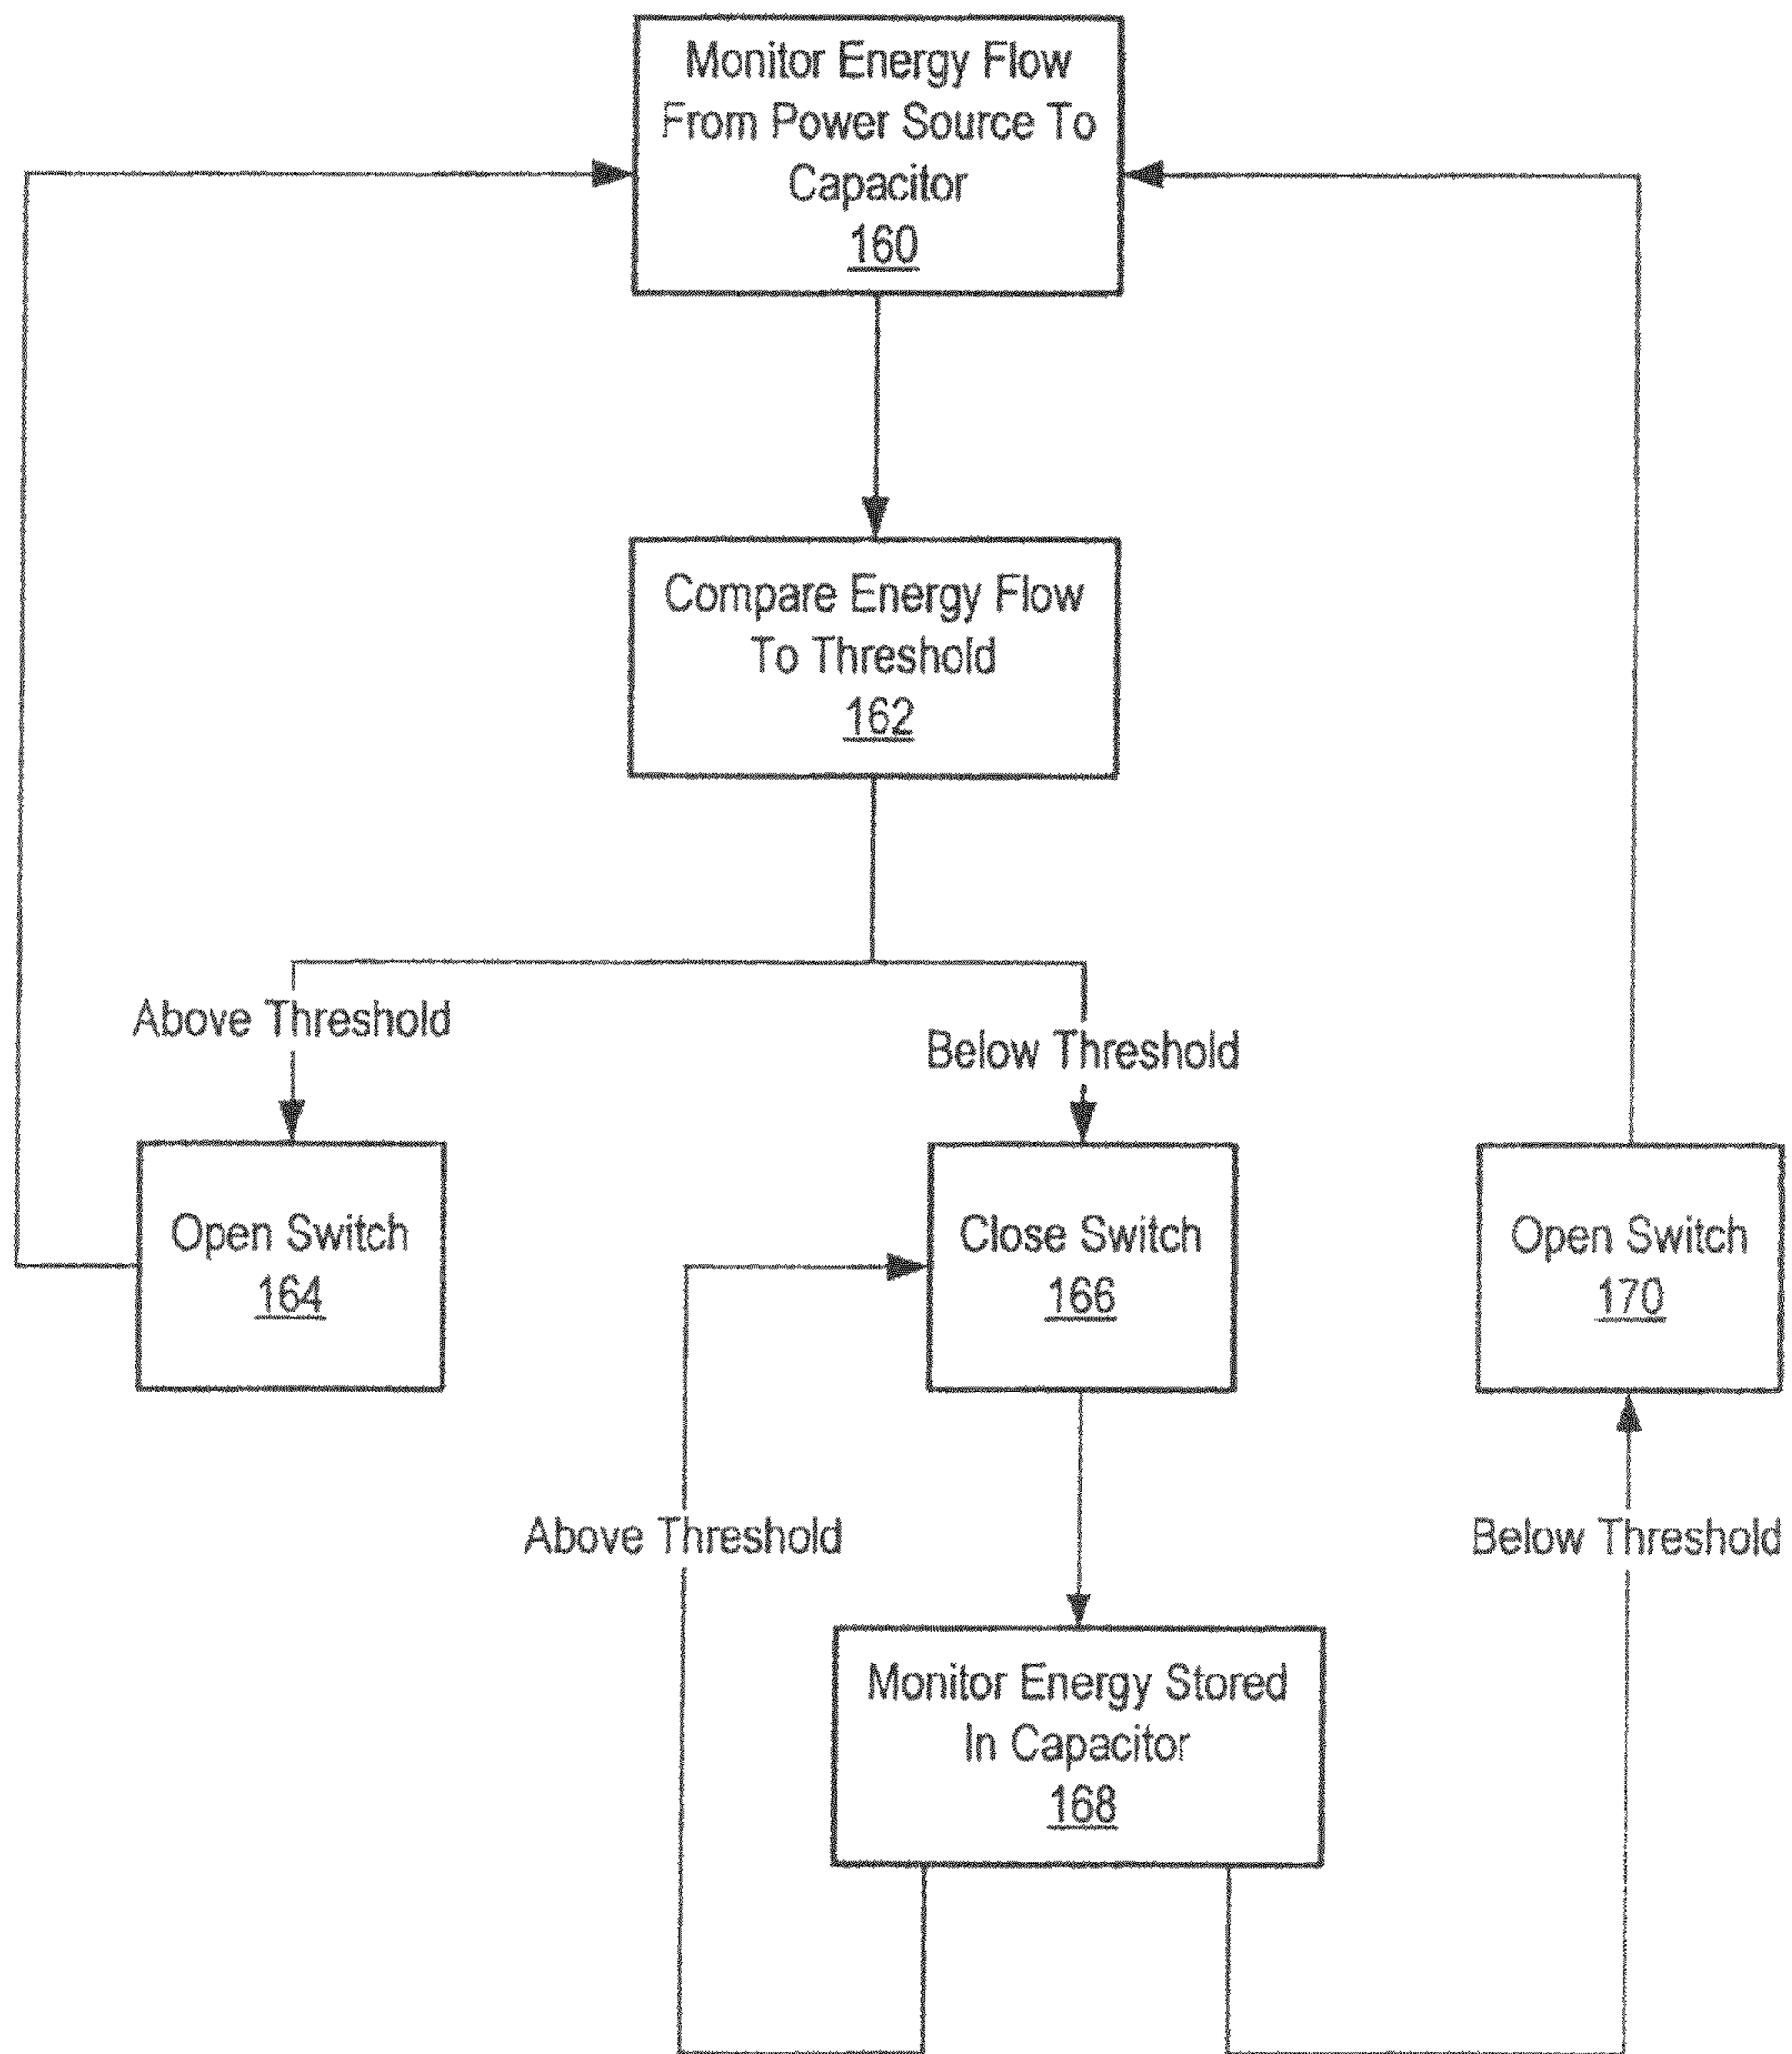 Monitor Energy Flow
From Power Source To
Capacitor
160
Compare Energy Flow
To Threshold
162
Above Threshold
Below Threshold
Open Switch
164
Close Switch
166
Open Switch
170
Above Threshold
Below Threshold
Monitor Energy Stored
In Capacitor
168